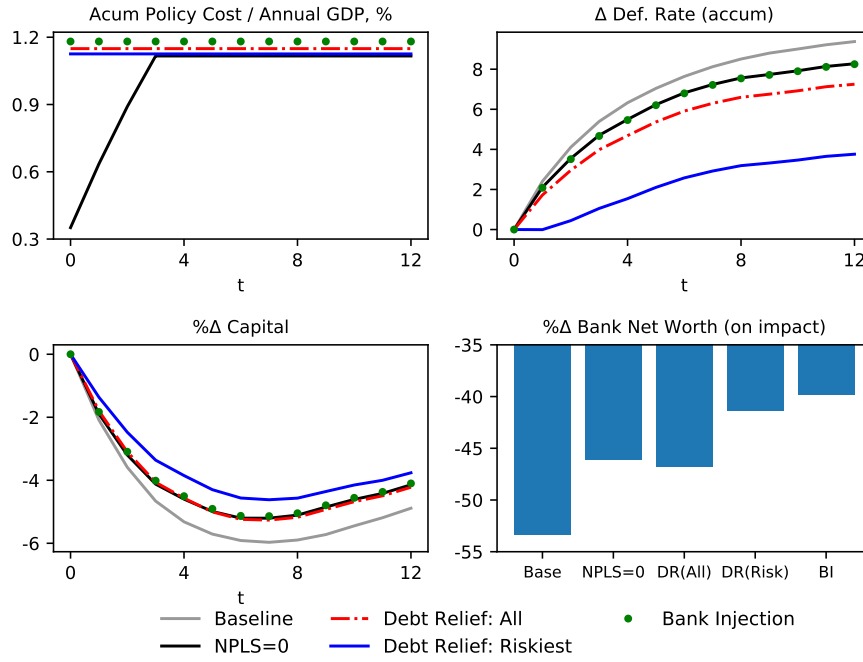 Acum Policy Cost / Annual GDP, %
1.2
0.9
0.6
0.3
0 4 8 12
t
Δ Def. Rate (accum)
8
6
4
2
0
0 4 8 12
t
%Δ Capital
0
-2
-4
-6
0 4 8 12
t
%Δ Bank Net Worth (on impact)
-35
-40
-45
-50
-55
Base NPLS=0 DR(All) DR(Risk) BI
Baseline Debt Relief: All Bank Injection
NPLS=0 Debt Relief: Riskiest